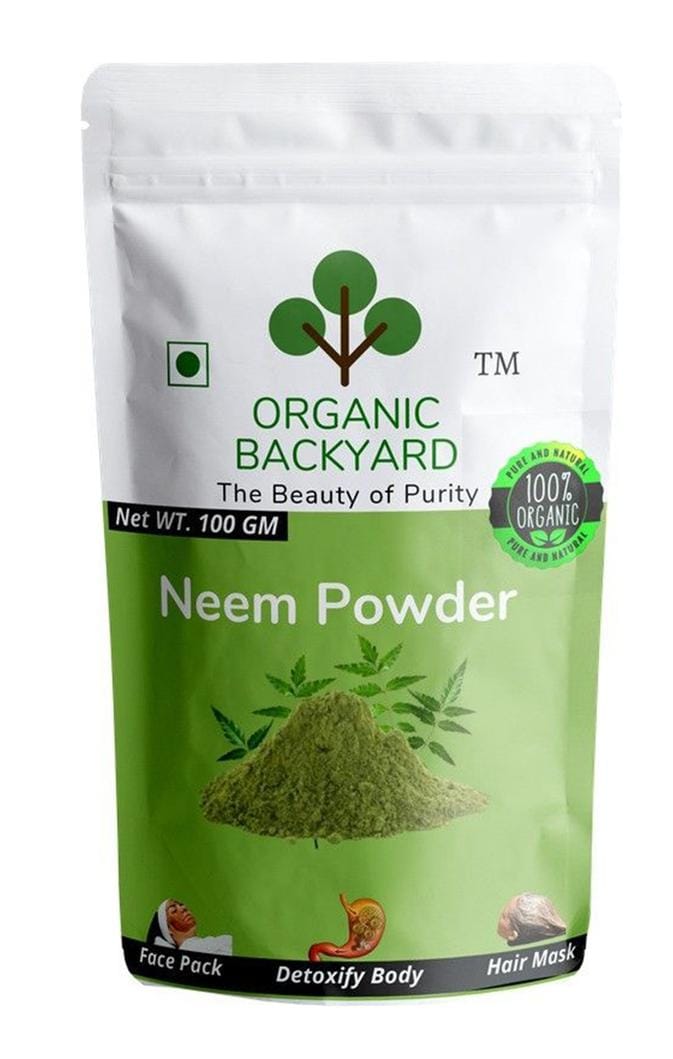 TM
ORGANIC
BACKYARD
The Beauty of Purity
PURE AND NATURAL
100%
ORGANIC
PURE AND NATURAL
Net WT. 100 GM
Neem Powder
Face Pack
Detoxify Body
Hair Mask